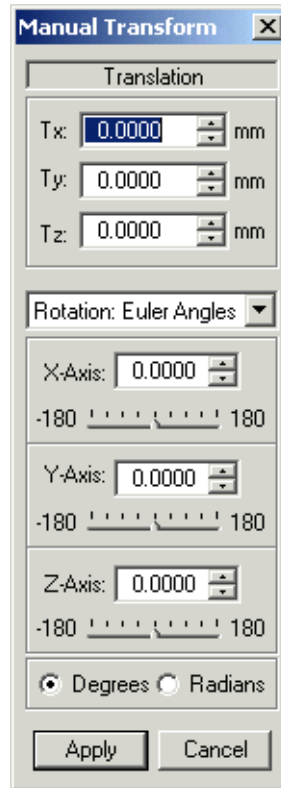 Manual Transform
Translation
Tx: 0.0000 mm
Ty: 0.0000 mm
Tz: 0.0000 mm
Rotation: Euler Angles
X-Axis: 0.0000
-180 180
Y-Axis: 0.0000
-180 180
Z-Axis: 0.0000
-180 180
Degrees Radians
Apply Cancel